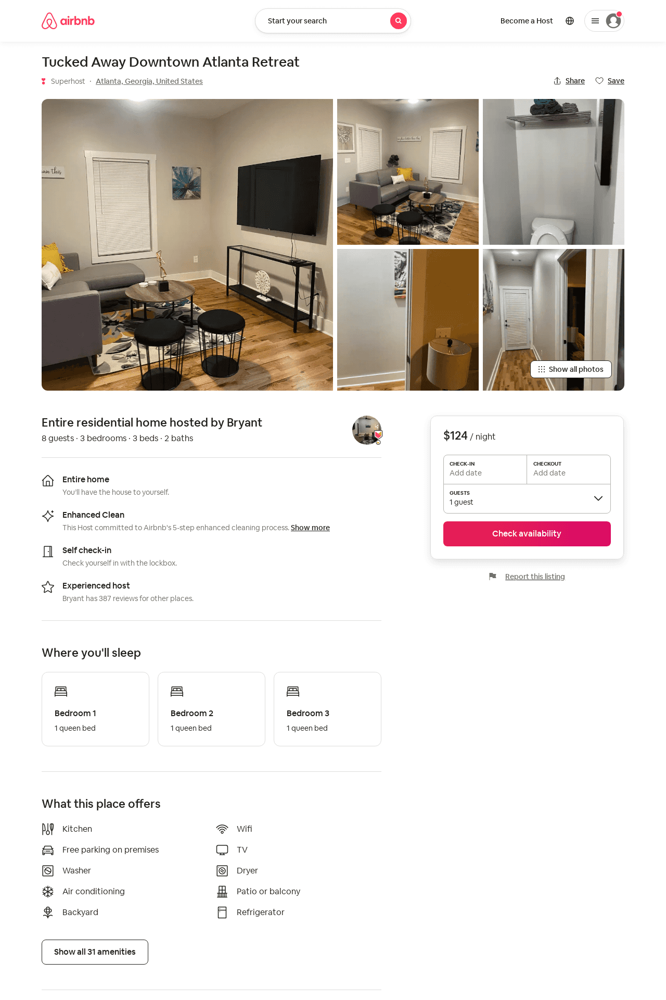 airbnb
Start your search
Become a Host
Tucked Away Downtown Atlanta Retreat
Superhost · Atlanta, Georgia, United States
Share
Save
an this
Show all photos
Entire residential home hosted by Bryant
8 guests · 3 bedrooms · 3 beds · 2 baths
Entire home
You’ll have the house to yourself.
Enhanced Clean
This Host committed to Airbnb's 5-step enhanced cleaning process. Show more
Self check-in
Check yourself in with the lockbox.
Experienced host
Bryant has 387 reviews for other places.
$124 / night
CHECK-IN
Add date
CHECKOUT
Add date
GUESTS
1 guest
Check availability
Report this listing
Where you'll sleep
Bedroom 1
1 queen bed
Bedroom 2
1 queen bed
Bedroom 3
1 queen bed
What this place offers
Kitchen
Wifi
Free parking on premises
TV
Washer
Dryer
Air conditioning
Patio or balcony
Backyard
Refrigerator
Show all 31 amenities